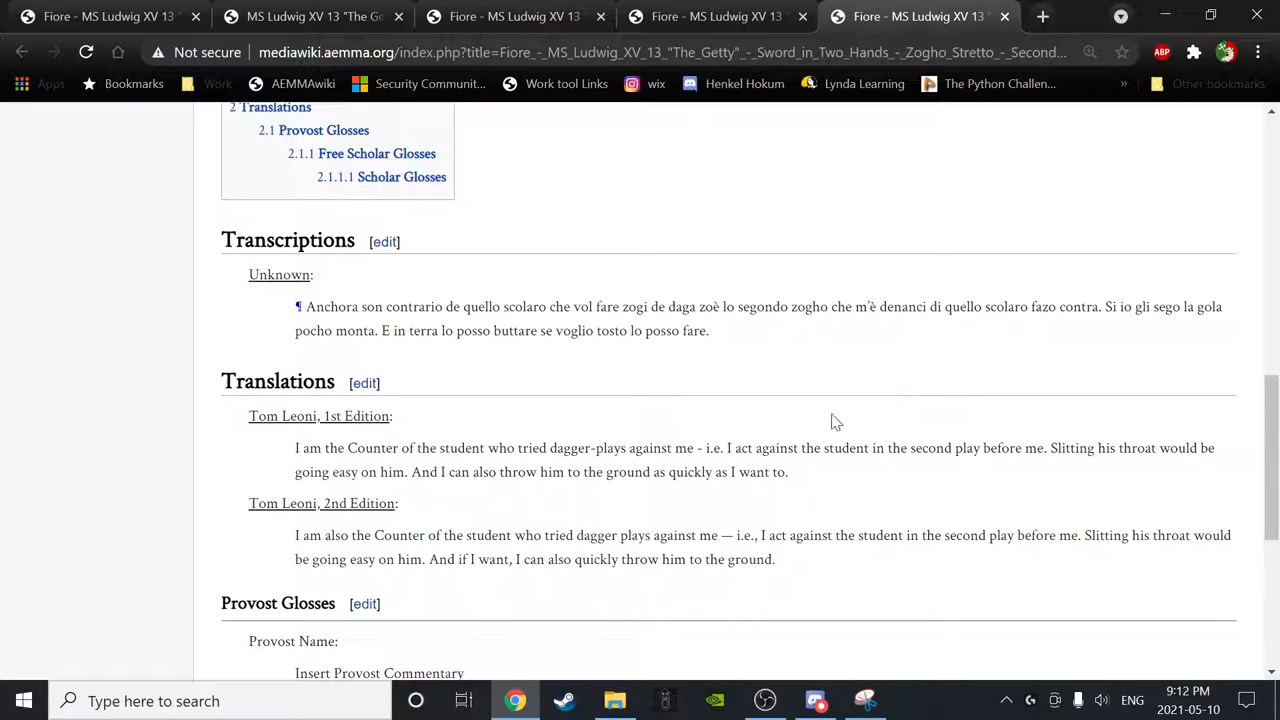 Fiore - MS Ludwig XV 13
MS Ludwig XV 13 "The Ge
Fiore - MS Ludwig XV 13
Fiore - MS Ludwig XV 13
Fiore - MS Ludwig XV 13 "
Not secure | mediawiki.aemma.org/index.php?title=Fiore_-_MS_Ludwig_XV_13_"The_Getty"_-_Sword_in_Two_Hands_-_Zogho_Stretto_-_Second...
ABP
Apps Bookmarks Work AEMMAwiki Security Communit... Work tool Links wix Henkel Hokum Lynda Learning The Python Challen... » Other bookmarks
2 Translations
2.1 Provost Glosses
2.1.1 Free Scholar Glosses
2.1.1.1 Scholar Glosses
Transcriptions [edit]
Unknown:
¶ Anchora son contrario de quello scolaro che vol fare zogi de daga zoè lo segondo zogho che m'è denanci di quello scolaro fazo contra. Si io gli sego la gola
pocho monta. E in terra lo posso buttare se voglio tosto lo posso fare.
Translations [edit]
Tom Leoni, 1st Edition:
I am the Counter of the student who tried dagger-plays against me - i.e. I act against the student in the second play before me. Slitting his throat would be
going easy on him. And I can also throw him to the ground as quickly as I want to.
Tom Leoni, 2nd Edition:
I am also the Counter of the student who tried dagger plays against me — i.e., I act against the student in the second play before me. Slitting his throat would
be going easy on him. And if I want, I can also quickly throw him to the ground.
Provost Glosses [edit]
Provost Name:
Insert Provost Commentary
Type here to search
ENG
9:12 PM
2021-05-10